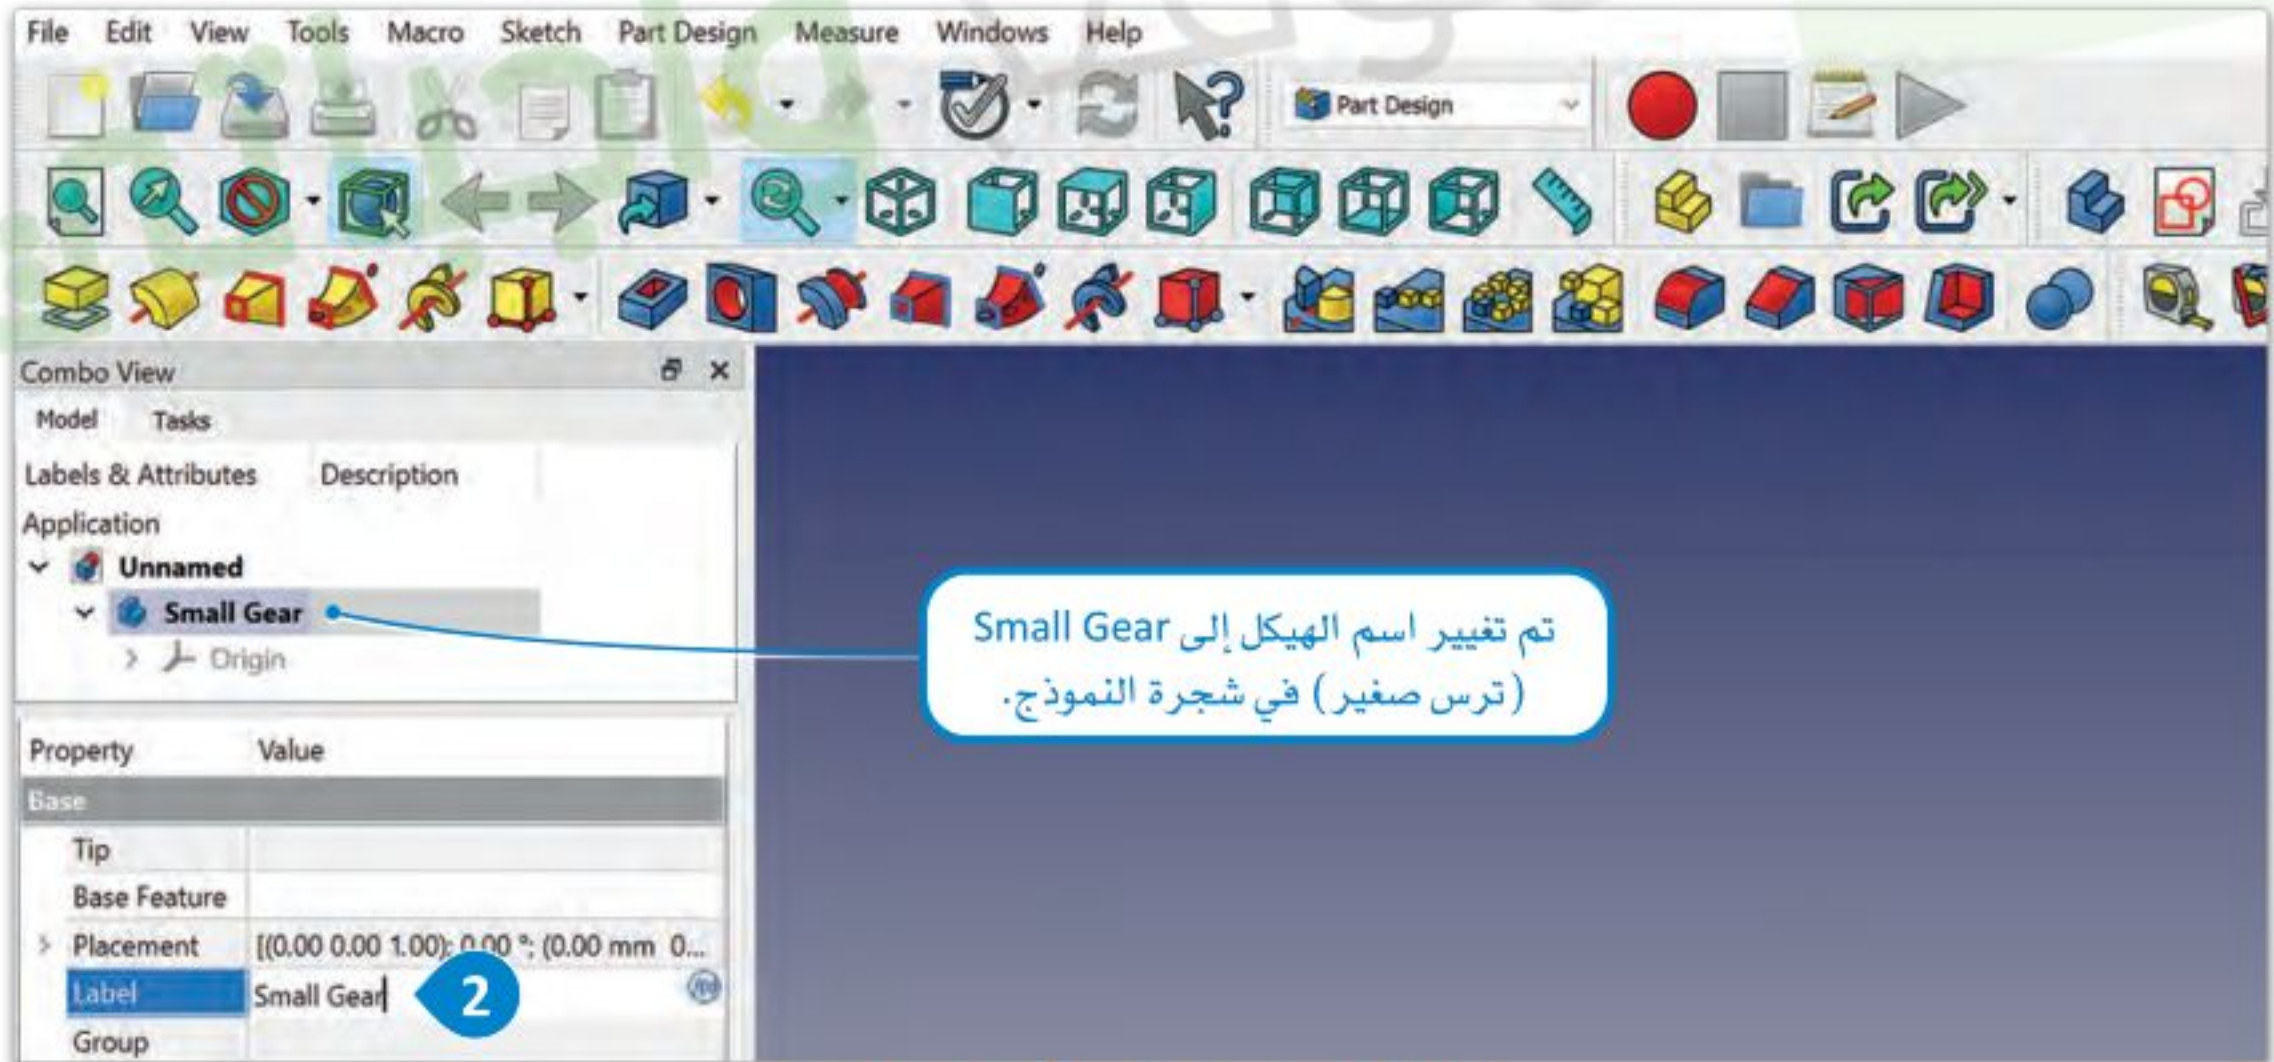 File Edit View Tools Macro Sketch Part Design Measure Windows Help
Part Design
Combo View
Model Tasks
Labels & Attributes Description
Application
Unnamed
Small Gear
Origin
تم تغيير اسم الهيكل إلى Small Gear
(ترس صغير) في شجرة النموذج.
Property Value
Base
Tip
Base Feature
Placement [(0.00 0.00 1.00); 0.00 °; (0.00 mm 0...
Label Small Gear 2
Group